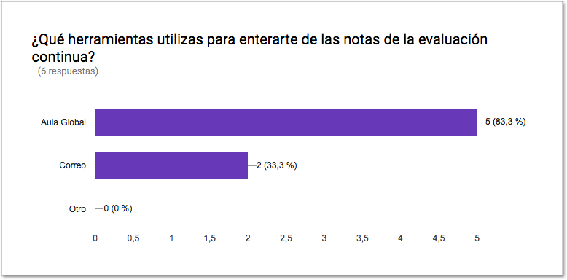 ¿Qué herramientas utilizas para enterarte de las notas de la evaluación
continua?
(6 respuestas)
Aula Global
5 (83,3 %)
Correo
2 (33,3 %)
Otro
0 (0 %)
0 0,5 1 1,5 2 2,5 3 3,5 4 4,5 5